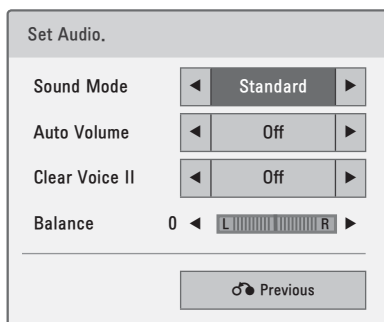 Set Audio.
Sound Mode ◀ Standard ▶
Auto Volume ◀ Off ▶
Clear Voice II ◀ Off ▶
Balance 0 ◀ L R ▶
Previous